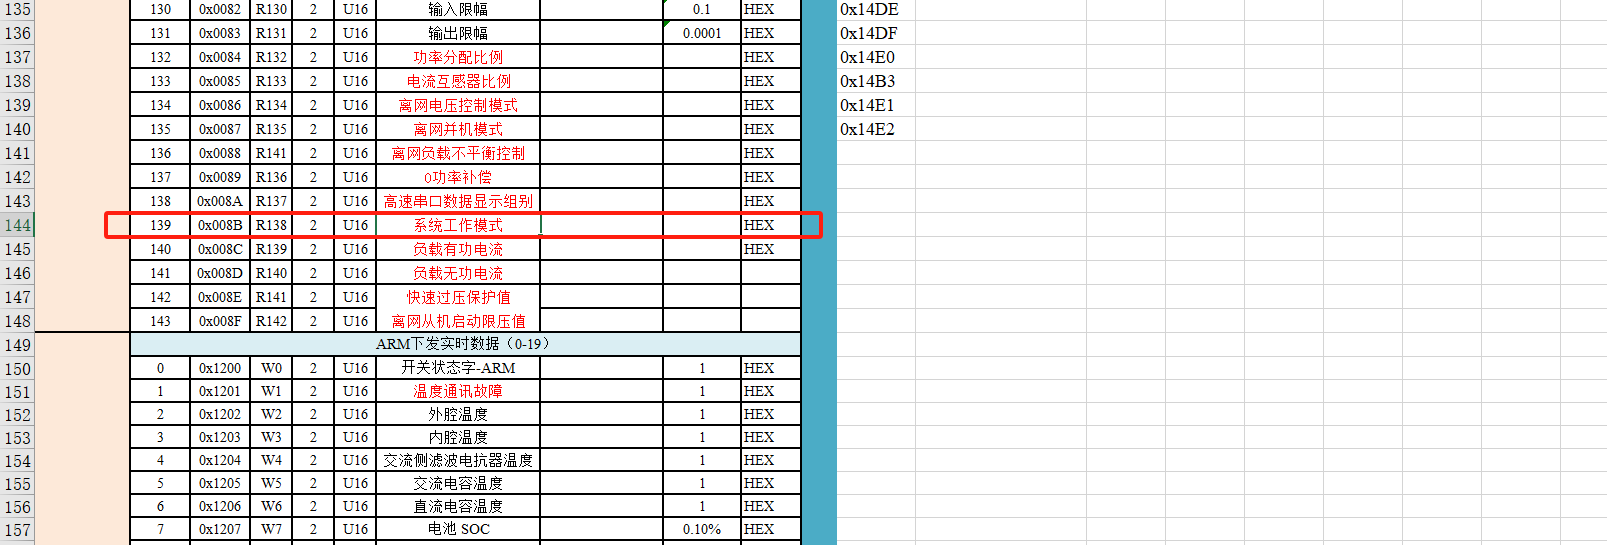 135 130 0x0082 R130 2 U16 输入限幅 0.1 HEX 0x14DE
136 131 0x0083 R131 2 U16 输出限幅 0.0001 HEX 0x14DF
137 132 0x0084 R132 2 U16 功率分配比例 HEX 0x14E0
138 133 0x0085 R133 2 U16 电流互感器比例 HEX 0x14B3
139 134 0x0086 R134 2 U16 离网电压控制模式 HEX 0x14E1
140 135 0x0087 R135 2 U16 离网并机模式 HEX 0x14E2
141 136 0x0088 R141 2 U16 离网负载不平衡控制 HEX
142 137 0x0089 R136 2 U16 0功率补偿 HEX
143 138 0x008A R137 2 U16 高速串口数据显示组别 HEX
144 139 0x008B R138 2 U16 系统工作模式 HEX
145 140 0x008C R139 2 U16 负载有功电流 HEX
146 141 0x008D R140 2 U16 负载无功电流
147 142 0x008E R141 2 U16 快速过压保护值
148 143 0x008F R142 2 U16 离网从机启动限压值
149 ARM下发实时数据（0-19）
150 0 0x1200 W0 2 U16 开关状态字-ARM 1 HEX
151 1 0x1201 W1 2 U16 温度通讯故障 1 HEX
152 2 0x1202 W2 2 U16 外腔温度 1 HEX
153 3 0x1203 W3 2 U16 内腔温度 1 HEX
154 4 0x1204 W4 2 U16 交流侧滤波电抗器温度 1 HEX
155 5 0x1205 W5 2 U16 交流电容温度 1 HEX
156 6 0x1206 W6 2 U16 直流电容温度 1 HEX
157 7 0x1207 W7 2 U16 电池 SOC 0.10% HEX